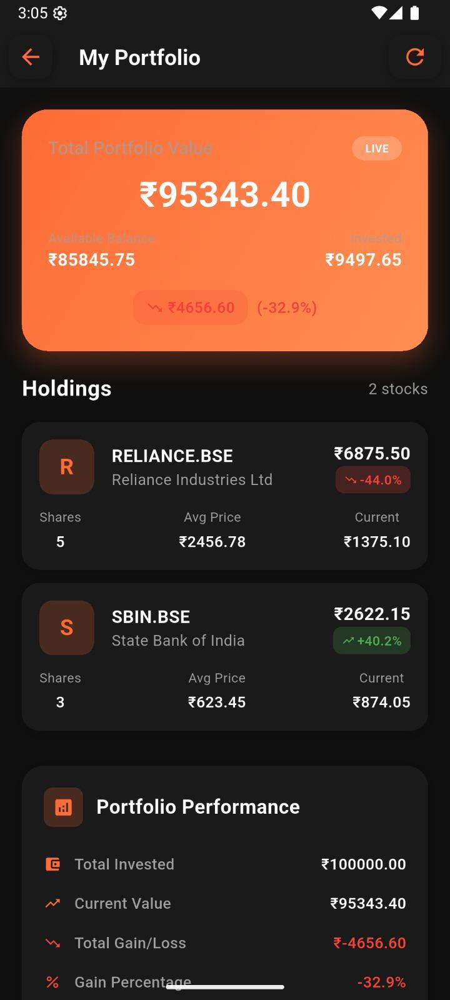 3:05
My Portfolio
Total Portfolio Value
LIVE
₹95343.40
Available Balance
Invested
₹85845.75
₹9497.65
₹4656.60
(-32.9%)
Holdings
2 stocks
R
RELIANCE.BSE
₹6875.50
Reliance Industries Ltd
-44.0%
Shares
Avg Price
Current
5
₹2456.78
₹1375.10
S
SBIN.BSE
₹2622.15
State Bank of India
+40.2%
Shares
Avg Price
Current
3
₹623.45
₹874.05
Portfolio Performance
Total Invested
₹100000.00
Current Value
₹95343.40
Total Gain/Loss
₹-4656.60
Gain Percentage
-32.9%